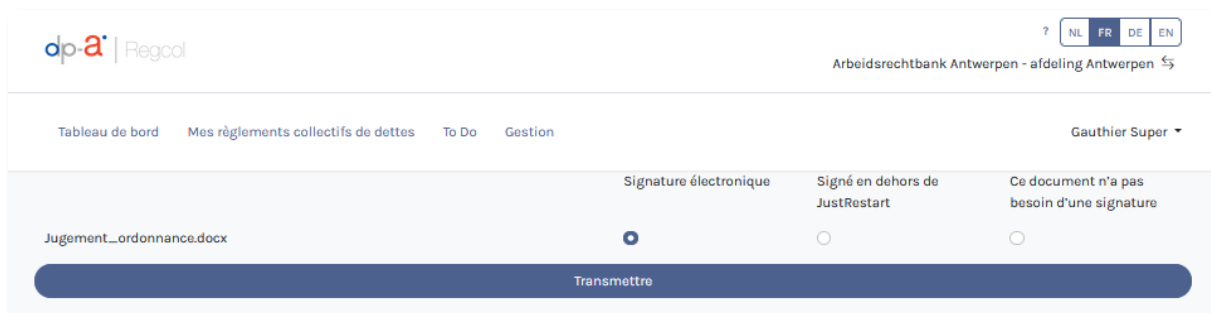 dp-a | Regcol
? NL FR DE EN
Arbeidsrechtbank Antwerpen - afdeling Antwerpen
Tableau de bord Mes règlements collectifs de dettes To Do Gestion Gauthier Super
Signature électronique
Signé en dehors de
JustRestart
Ce document n'a pas
besoin d'une signature
Jugement_ordonnance.docx
Transmettre